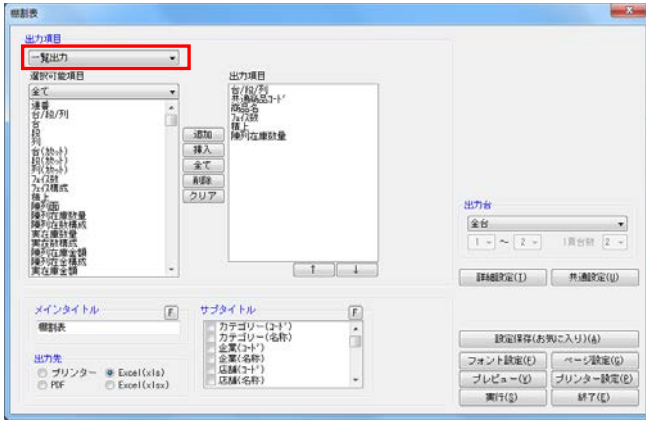 棚割表
出力項目
一覧出力
選択可能項目
全て
連番
台/段/列
台
段
列
台(ｶｾｯﾄ)
段(ｶｾｯﾄ)
列(ｶｾｯﾄ)
ﾌｪｲｽ数
ﾌｪｲｽ構成
積上
陳列面
陳列在庫数量
陳列在数構成
実在庫数量
実在数構成
陳列在庫金額
陳列在金構成
実在庫金額
追加
挿入
全て
削除
クリア
出力項目
台/段/列
共通商品ｺｰﾄﾞ
商品名
ﾌｪｲｽ数
積上
陳列在庫数量
↑
↓
出力台
全台
1 ～ 2
1頁台数 2
詳細設定(I)
共通設定(U)
メインタイトル
F
棚割表
サブタイトル
F
カテゴリー(ｺｰﾄﾞ)
カテゴリー(名称)
企業(ｺｰﾄﾞ)
企業(名称)
店舗(ｺｰﾄﾞ)
店舗(名称)
出力先
プリンター
Excel(xls)
PDF
Excel(xlsx)
設定保存(お気に入り)(A)
フォント設定(F)
ページ設定(G)
プレビュー(V)
プリンター設定(P)
実行(S)
終了(E)